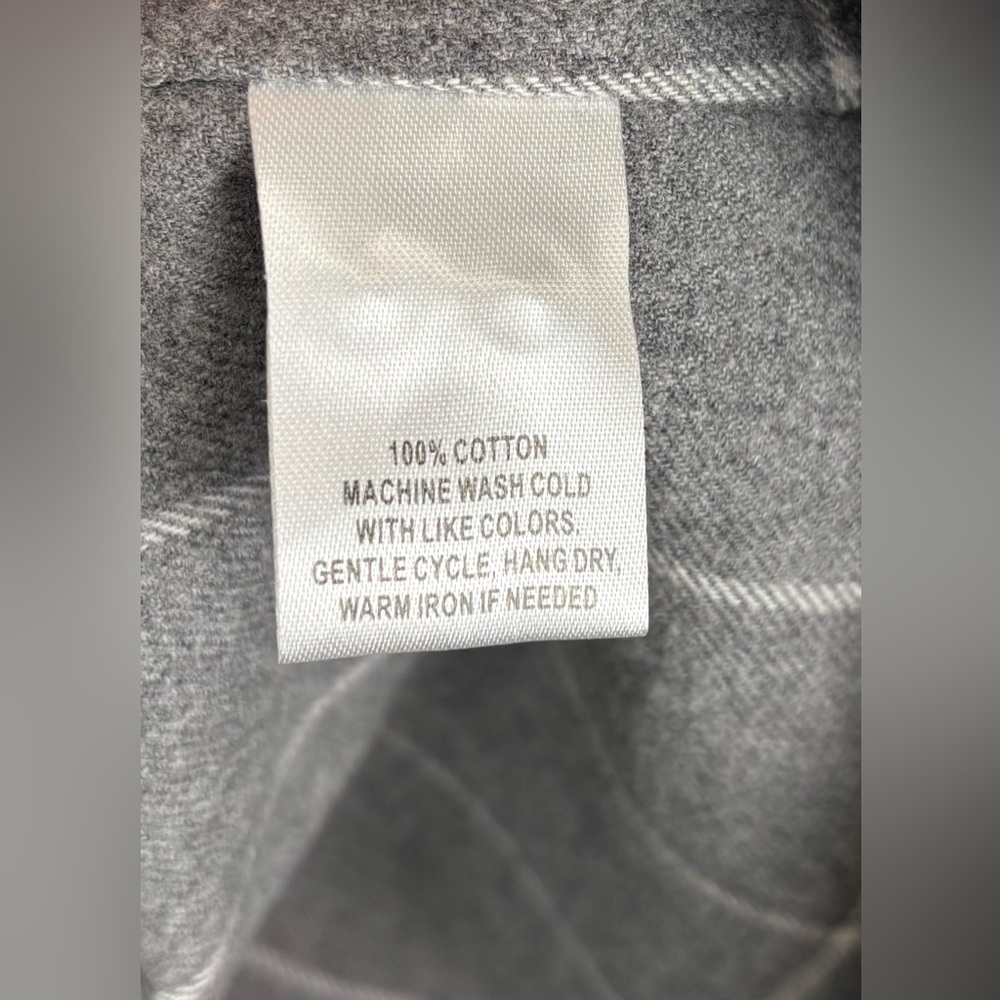 100% COTTON
MACHINE WASH COLD
WITH LIKE COLORS.
GENTLE CYCLE, HANG DRY,
WARM IRON IF NEEDED